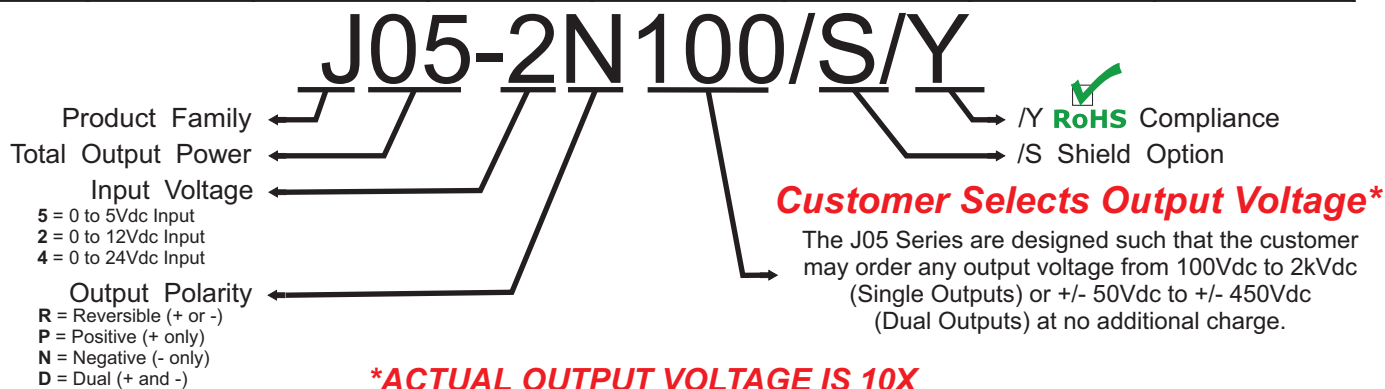 J05-2N100/S/Y
Product Family
Total Output Power
Input Voltage
5 = 0 to 5Vdc Input
2 = 0 to 12Vdc Input
4 = 0 to 24Vdc Input
Output Polarity
R = Reversible (+ or -)
P = Positive (+ only)
N = Negative (- only)
D = Dual (+ and -)
/Y RoHS Compliance
/S Shield Option
Customer Selects Output Voltage*
The J05 Series are designed such that the customer
may order any output voltage from 100Vdc to 2kVdc
(Single Outputs) or +/- 50Vdc to +/- 450Vdc
(Dual Outputs) at no additional charge.
*ACTUAL OUTPUT VOLTAGE IS 10X